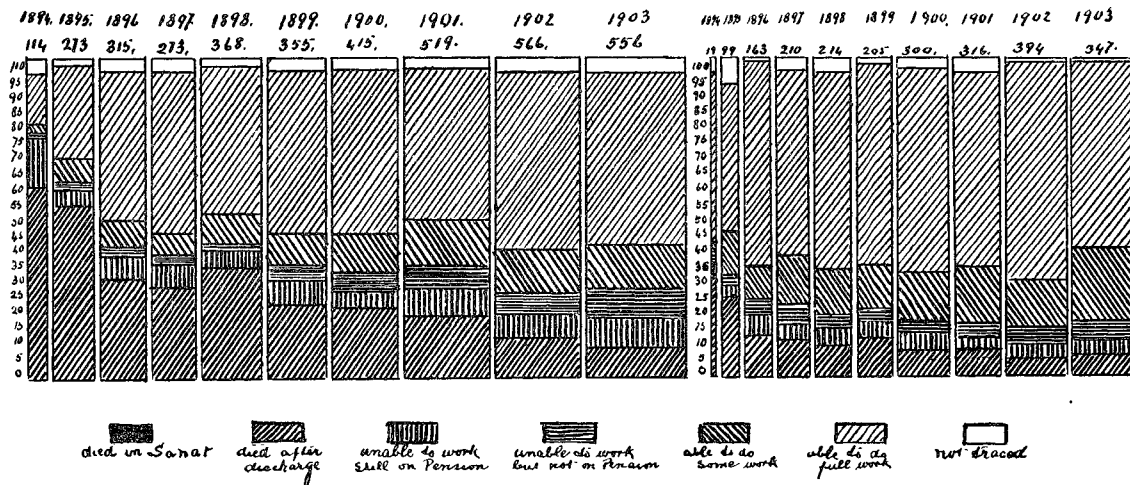 1894. 1895. 1896 1897 1898. 1899. 1900. 1901. 1902 1903
114 273 315. 273. 368. 355. 415. 519. 566. 556
110
95
90
85
80
75
70
65
60
55
50
45
40
35
30
25
20
15
10
5
0
1894 1895 1896 1897 1898 1899 1900. 1901 1902 1903
19 99 163 210 214 205 300. 316. 394 347.
100
95
90
85
80
75
70
65
60
55
50
45
40
35
30
25
20
15
10
5
0
died in Sanat
died after
discharge
unable to work
still on Pension
unable to work
but not on Pension
able to do
some work
able to do
full work
not traced